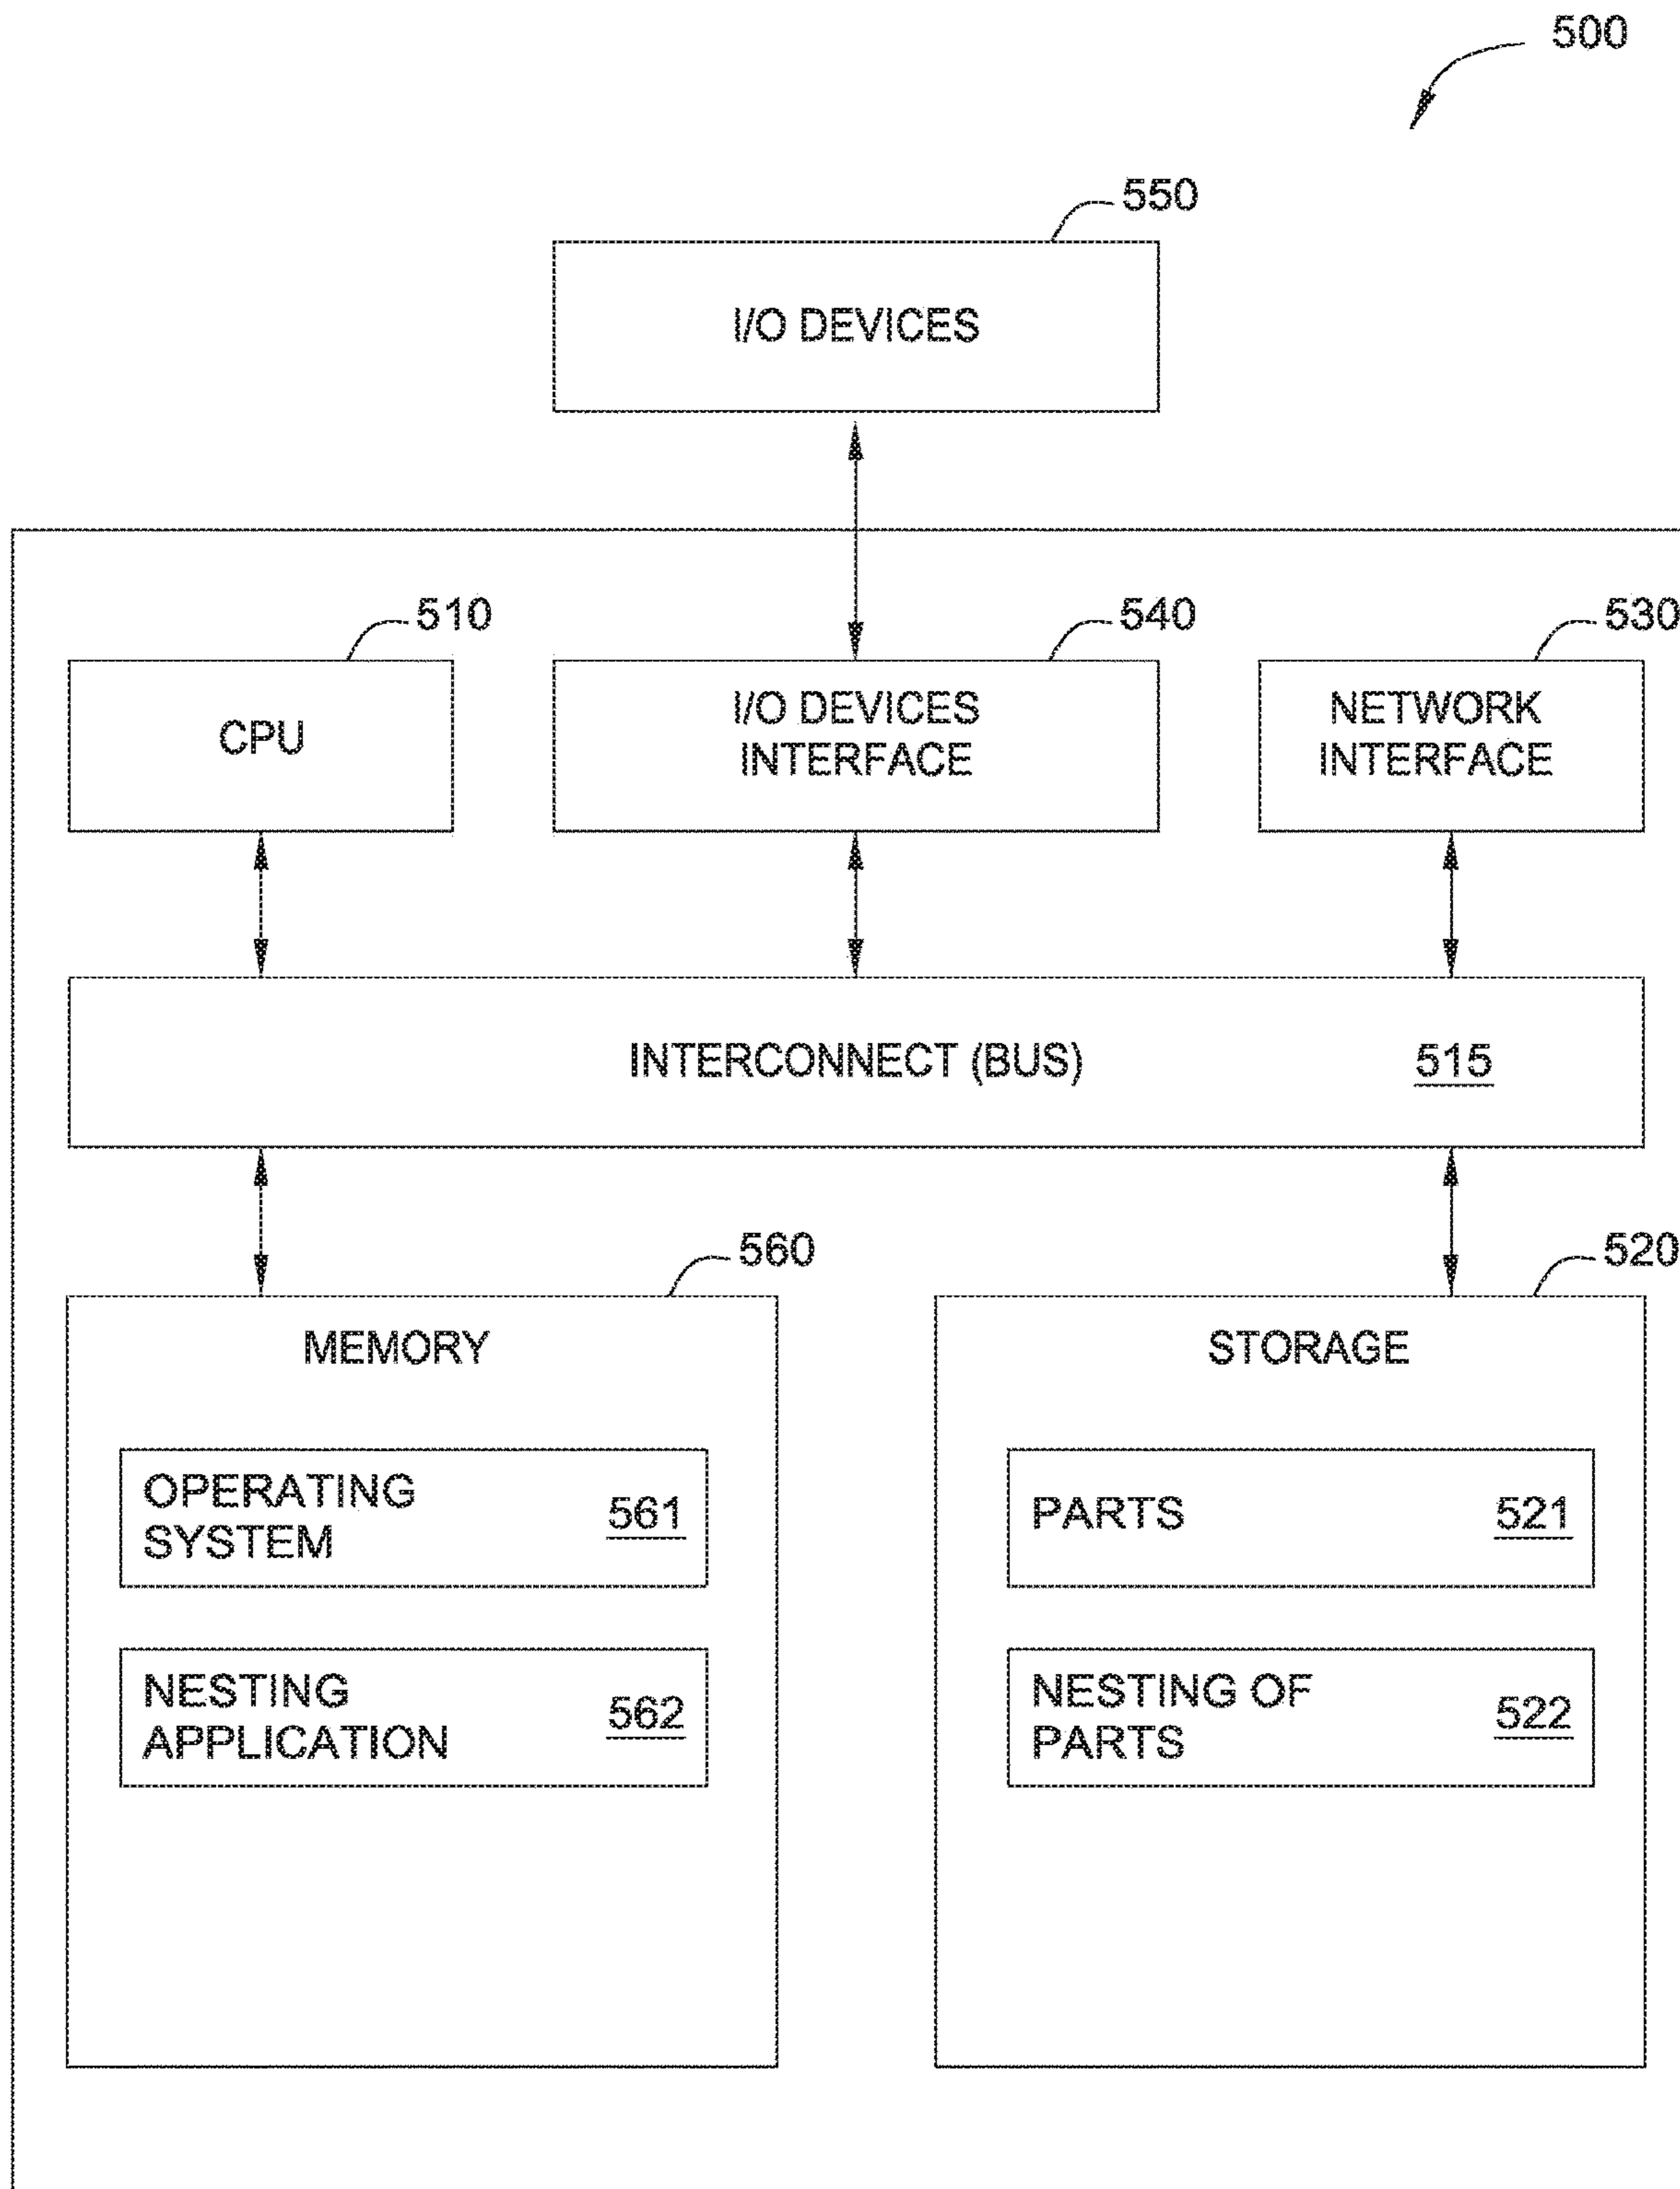 500
550
I/O DEVICES
510
540
530
CPU
I/O DEVICES
INTERFACE
NETWORK
INTERFACE
INTERCONNECT (BUS)
515
560
520
MEMORY
STORAGE
OPERATING
SYSTEM
561
PARTS
521
NESTING
APPLICATION
562
NESTING OF
PARTS
522